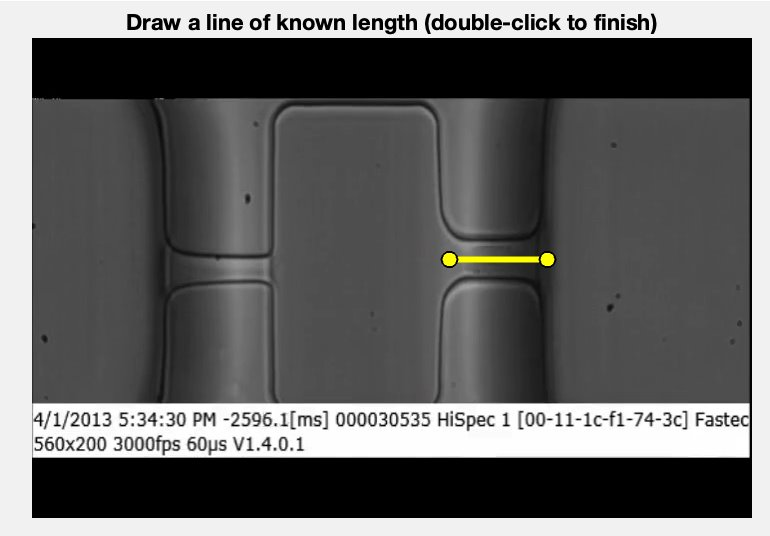 Draw a line of known length (double-click to finish)
4/1/2013 5:34:30 PM -2596.1[ms] 000030535 HiSpec 1 [00-11-1c-f1-74-3c] Fastec
560x200 3000fps 60µs V1.4.0.1